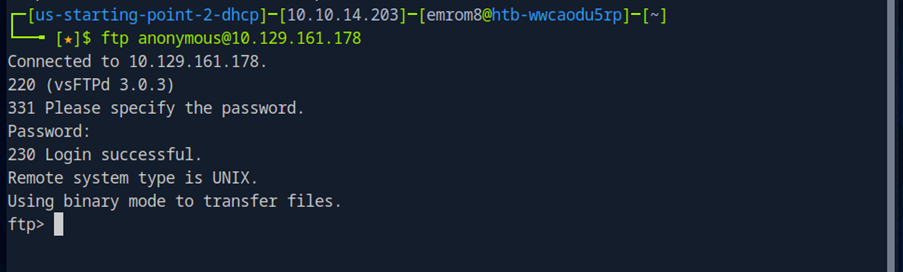 ┌─[us-starting-point-2-dhcp]─[10.10.14.203]─[emrom8@htb-wwcaodu5rp]─[~]
└──╼ [★]$ ftp anonymous@10.129.161.178
Connected to 10.129.161.178.
220 (vsFTPd 3.0.3)
331 Please specify the password.
Password:
230 Login successful.
Remote system type is UNIX.
Using binary mode to transfer files.
ftp>